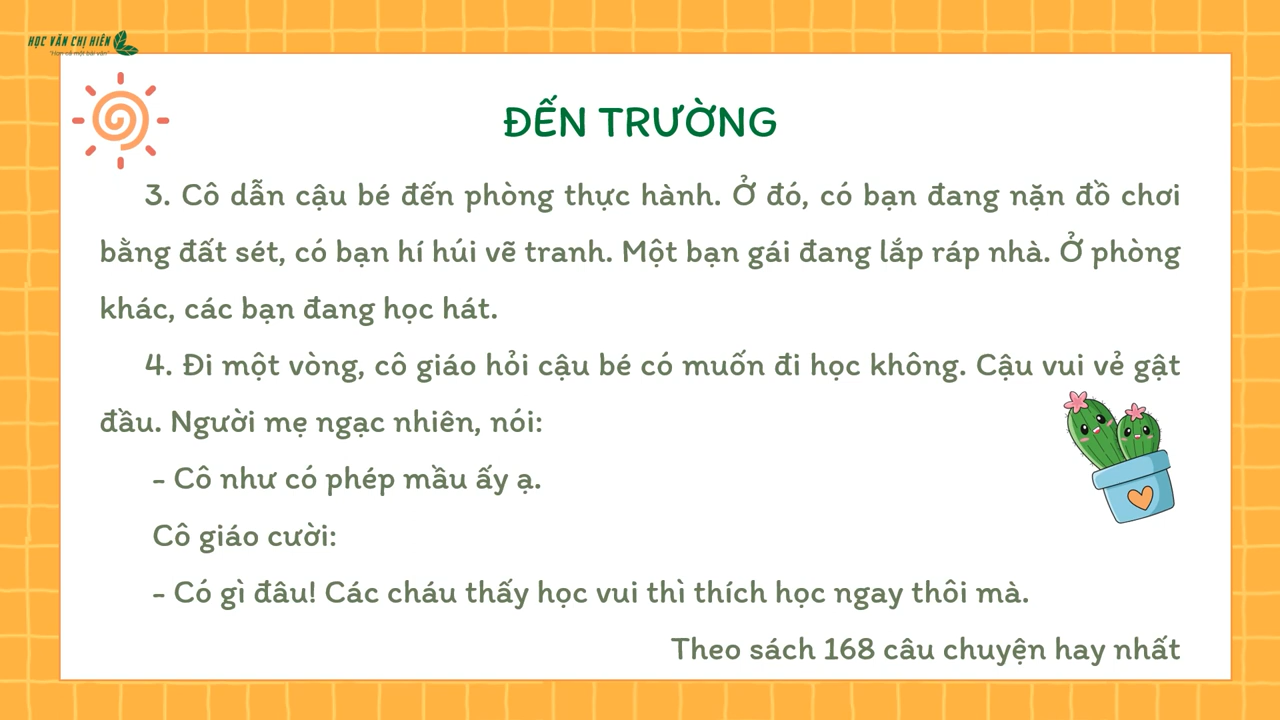 HỌC VĂN CHỊ HIÊN
ĐẾN TRƯỜNG
3. Cô dẫn cậu bé đến phòng thực hành. Ở đó, có bạn đang nặn đồ chơi
bằng đất sét, có bạn hí húi vẽ tranh. Một bạn gái đang lắp ráp nhà. Ở phòng
khác, các bạn đang học hát.
4. Đi một vòng, cô giáo hỏi cậu bé có muốn đi học không. Cậu vui vẻ gật
đầu. Người mẹ ngạc nhiên, nói:
– Cô như có phép mầu ấy ạ.
Cô giáo cười:
– Có gì đâu! Các cháu thấy học vui thì thích học ngay thôi mà.
Theo sách 168 câu chuyện hay nhất